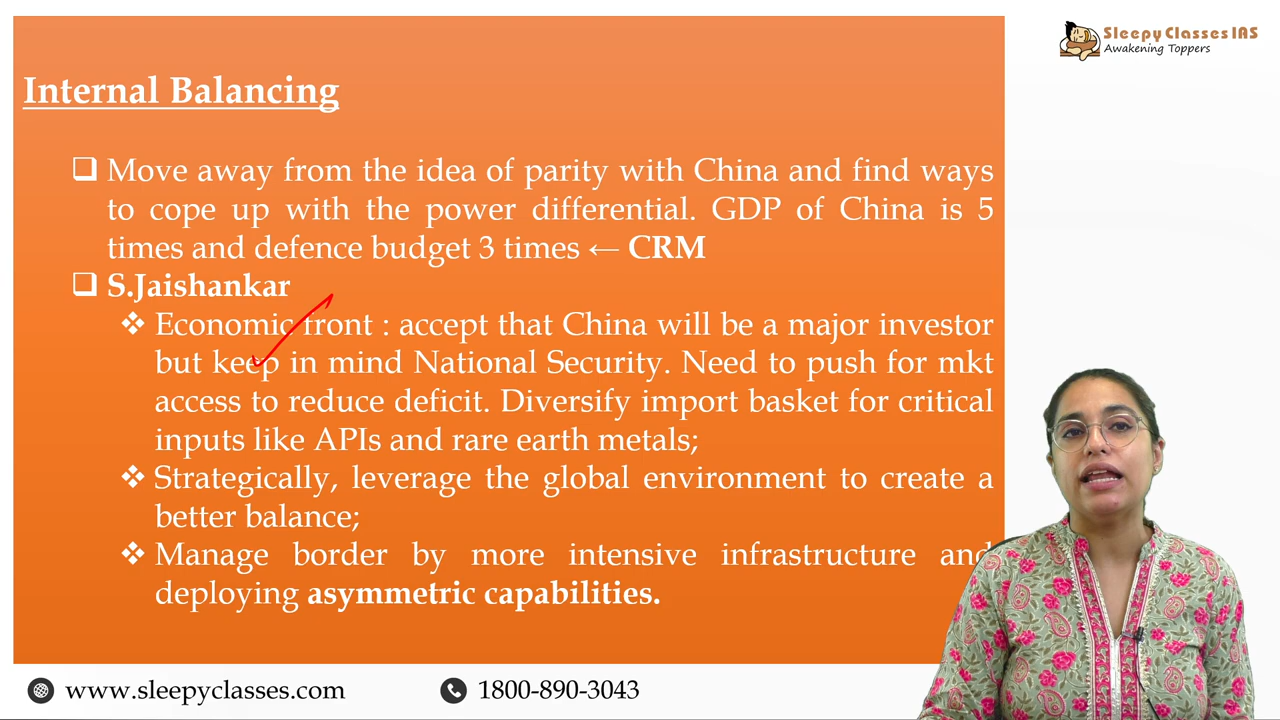 Sleepy Classes IAS
Awakening Toppers
Internal Balancing
❑ Move away from the idea of parity with China and find ways
to cope up with the power differential. GDP of China is 5
times and defence budget 3 times ← CRM
❑ S.Jaishankar
❖ Economic front : accept that China will be a major investor
but keep in mind National Security. Need to push for mkt
access to reduce deficit. Diversify import basket for critical
inputs like APIs and rare earth metals;
❖ Strategically, leverage the global environment to create a
better balance;
❖ Manage border by more intensive infrastructure and
deploying asymmetric capabilities.
www.sleepyclasses.com
1800-890-3043